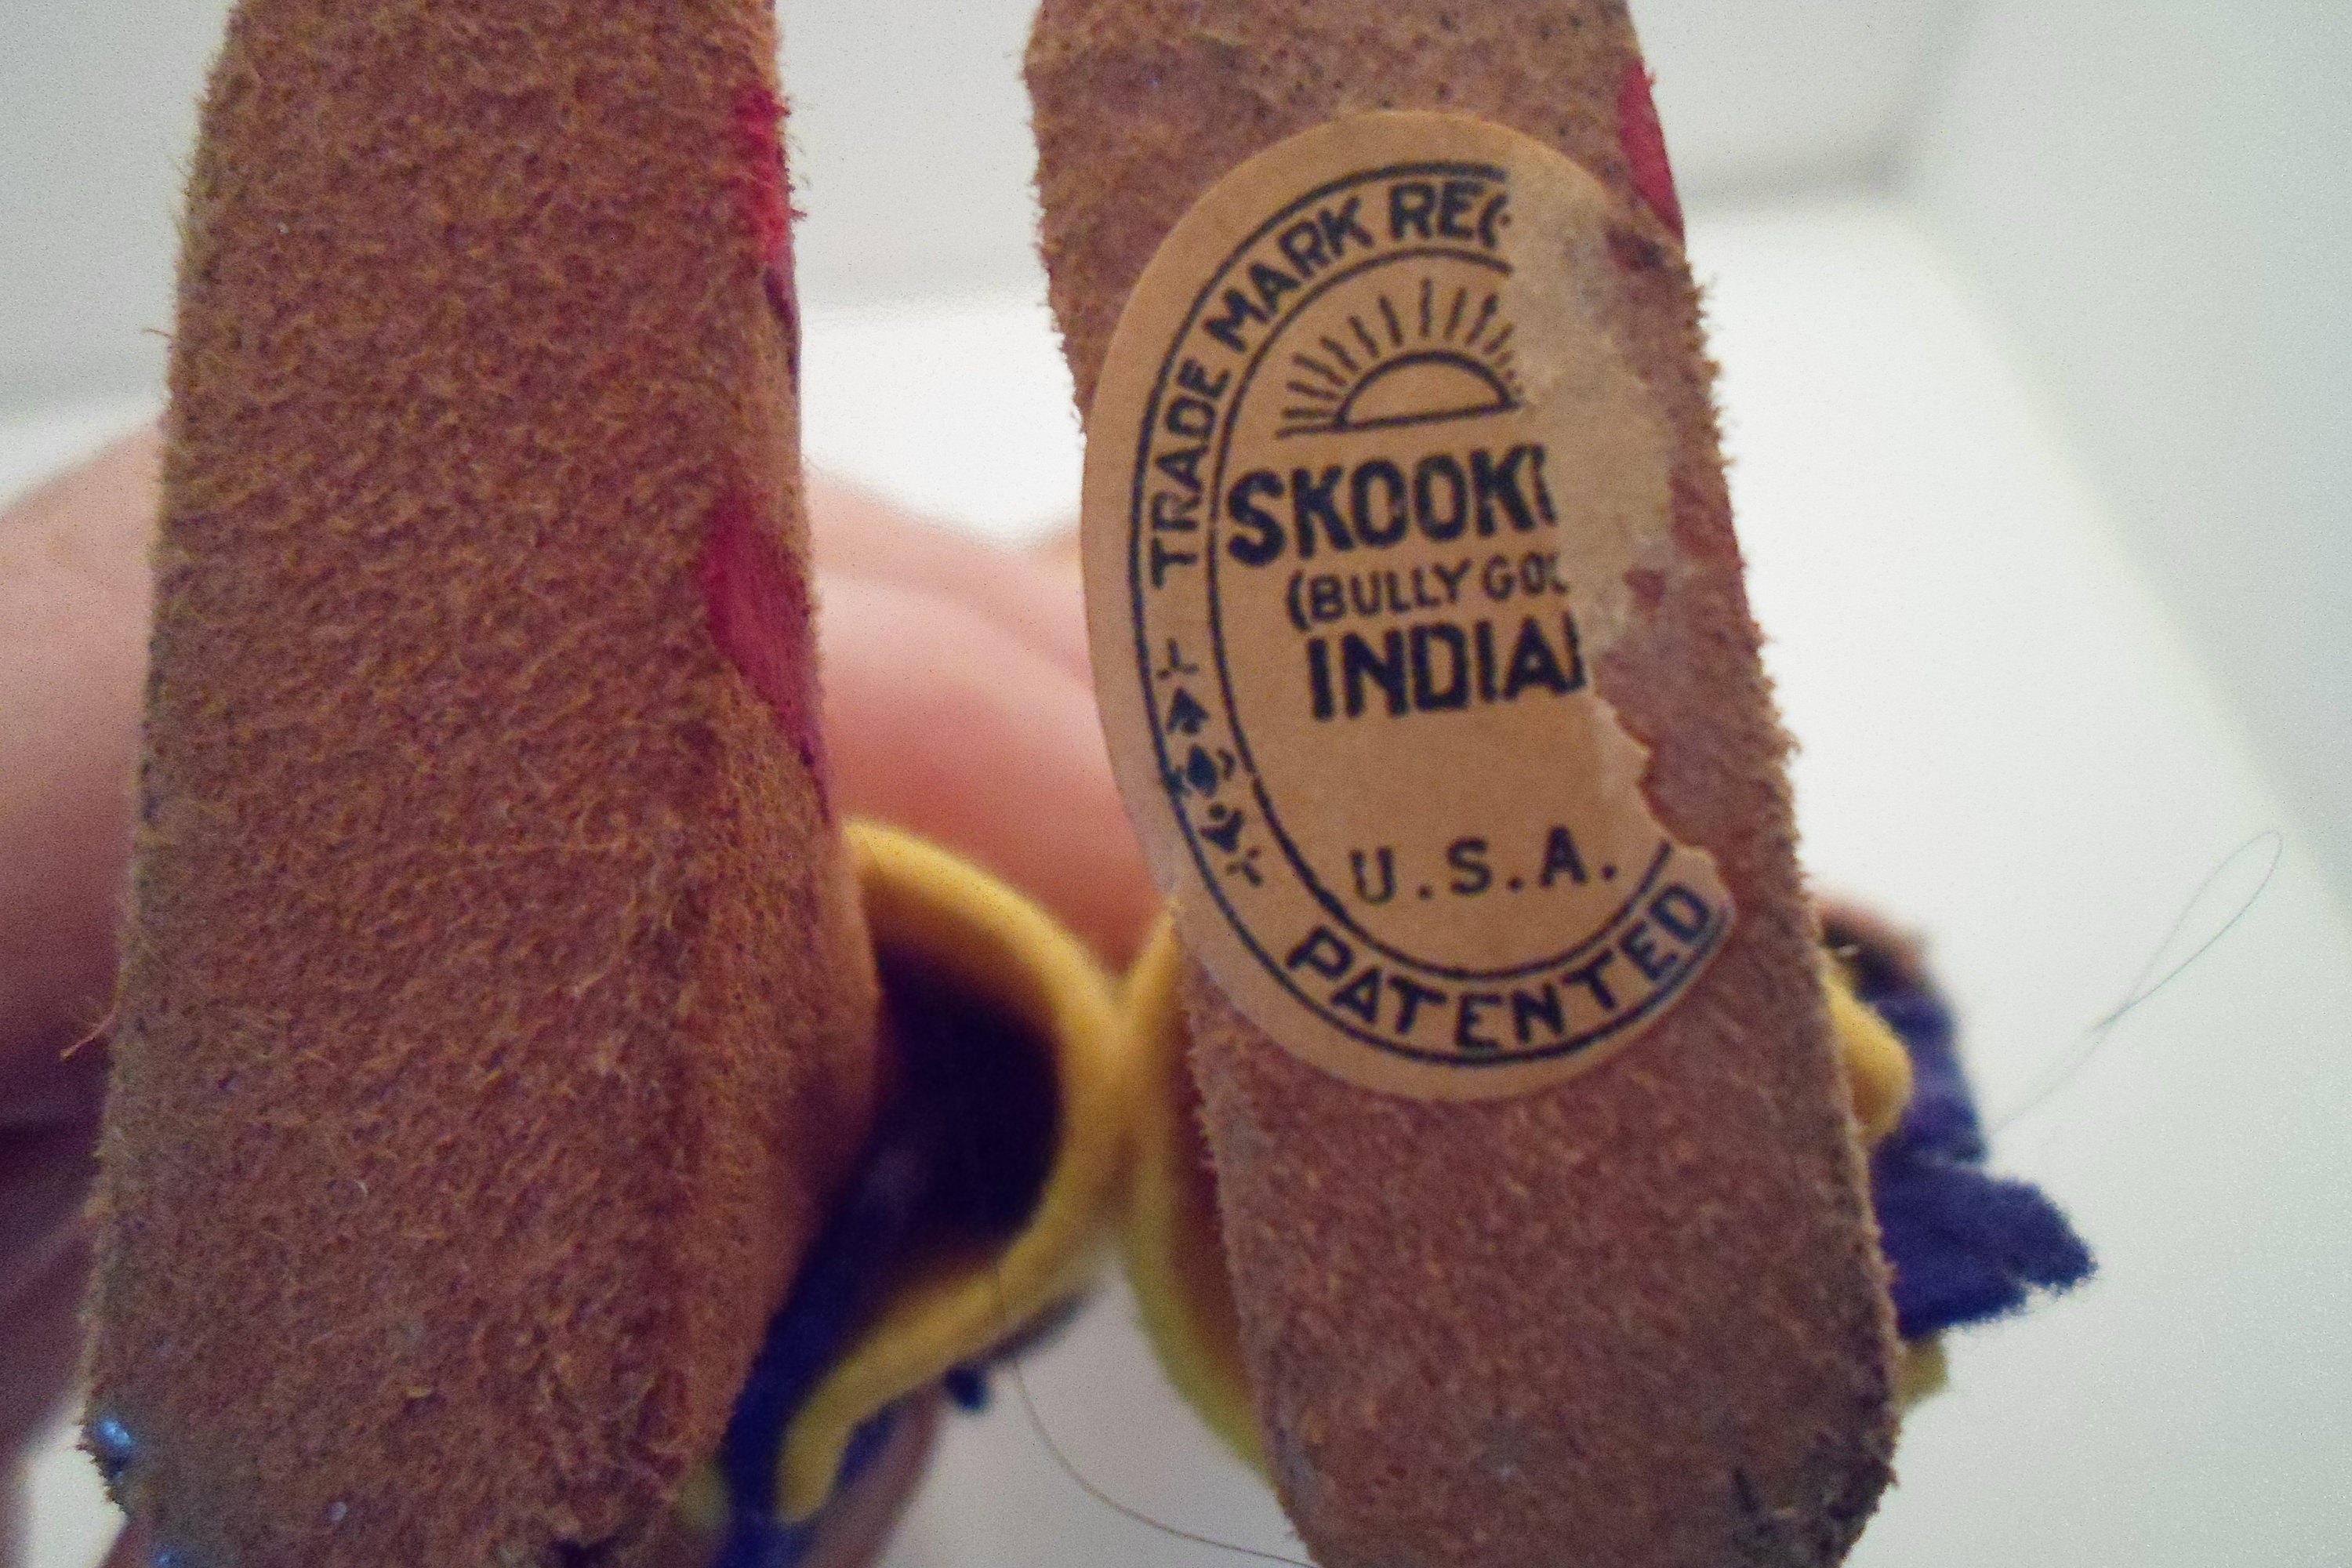 TRADE MARK REG
SKOOK
(BULLY GO
INDIA
U.S.A.
PATENTED